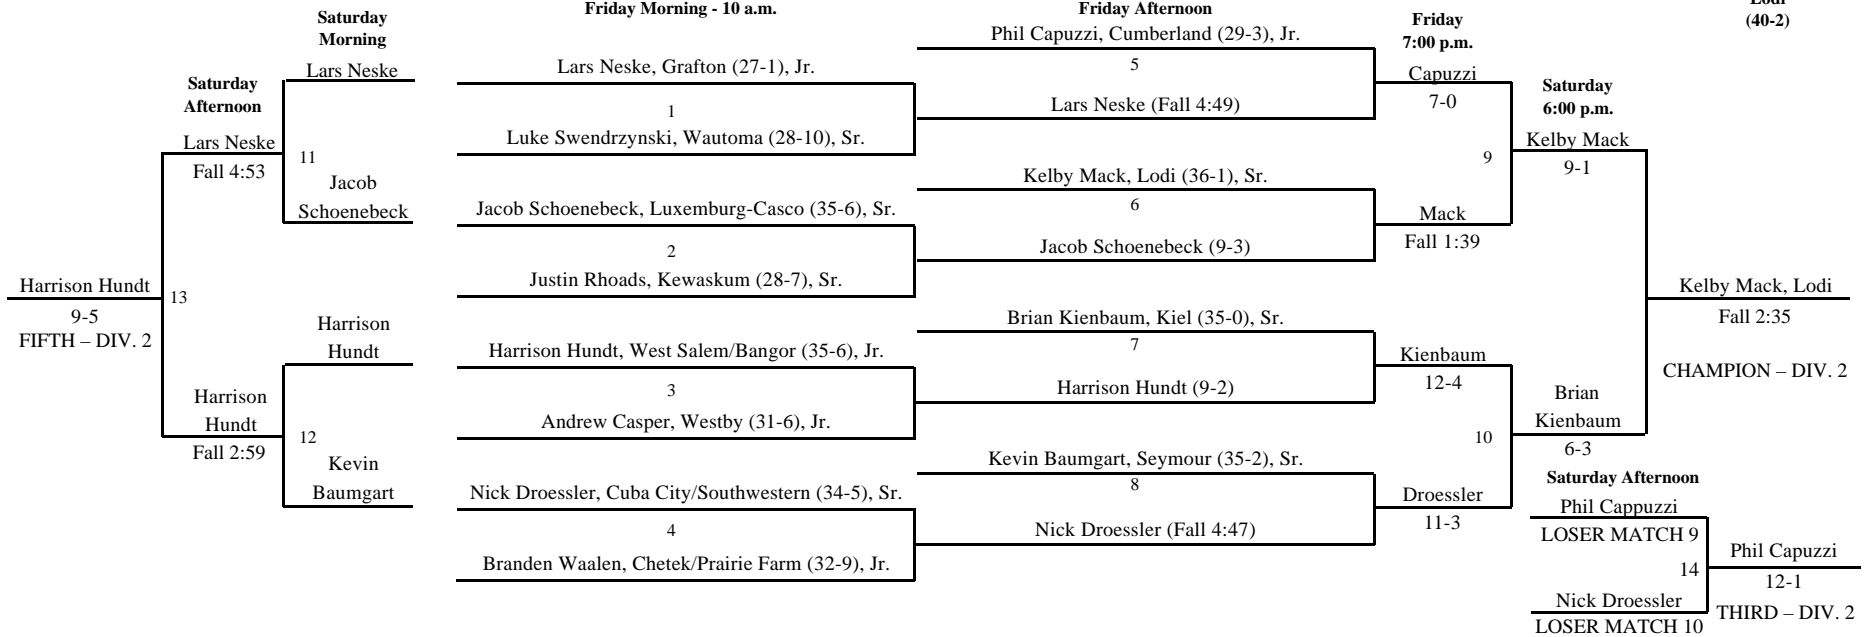 Saturday
Morning
Lars Neske
Saturday
Afternoon
Lars Neske
Fall 4:53
11
Jacob
Schoenebeck
Harrison Hundt
13
9-5
FIFTH – DIV. 2
Harrison
Hundt
Harrison
Hundt
Fall 2:59
12
Kevin
Baumgart
Friday Morning - 10 a.m.
Lars Neske, Grafton (27-1), Jr.
1
Luke Swendrzynski, Wautoma (28-10), Sr.
Jacob Schoenebeck, Luxemburg-Casco (35-6), Sr.
2
Justin Rhoads, Kewaskum (28-7), Sr.
Harrison Hundt, West Salem/Bangor (35-6), Jr.
3
Andrew Casper, Westby (31-6), Jr.
Nick Droessler, Cuba City/Southwestern (34-5), Sr.
4
Branden Waalen, Chetek/Prairie Farm (32-9), Jr.
Friday Afternoon
Phil Capuzzi, Cumberland (29-3), Jr.
5
Lars Neske (Fall 4:49)
Kelby Mack, Lodi (36-1), Sr.
6
Jacob Schoenebeck (9-3)
Brian Kienbaum, Kiel (35-0), Sr.
7
Harrison Hundt (9-2)
Kevin Baumgart, Seymour (35-2), Sr.
8
Nick Droessler (Fall 4:47)
Friday
7:00 p.m.
Capuzzi
7-0
9
Mack
Fall 1:39
Kienbaum
12-4
10
Droessler
11-3
Saturday
6:00 p.m.
Kelby Mack
9-1
Brian
Kienbaum
6-3
Lodi
(40-2)
Kelby Mack, Lodi
Fall 2:35
CHAMPION – DIV. 2
Saturday Afternoon
Phil Cappuzzi
LOSER MATCH 9
14
Nick Droessler
LOSER MATCH 10
Phil Capuzzi
12-1
THIRD – DIV. 2